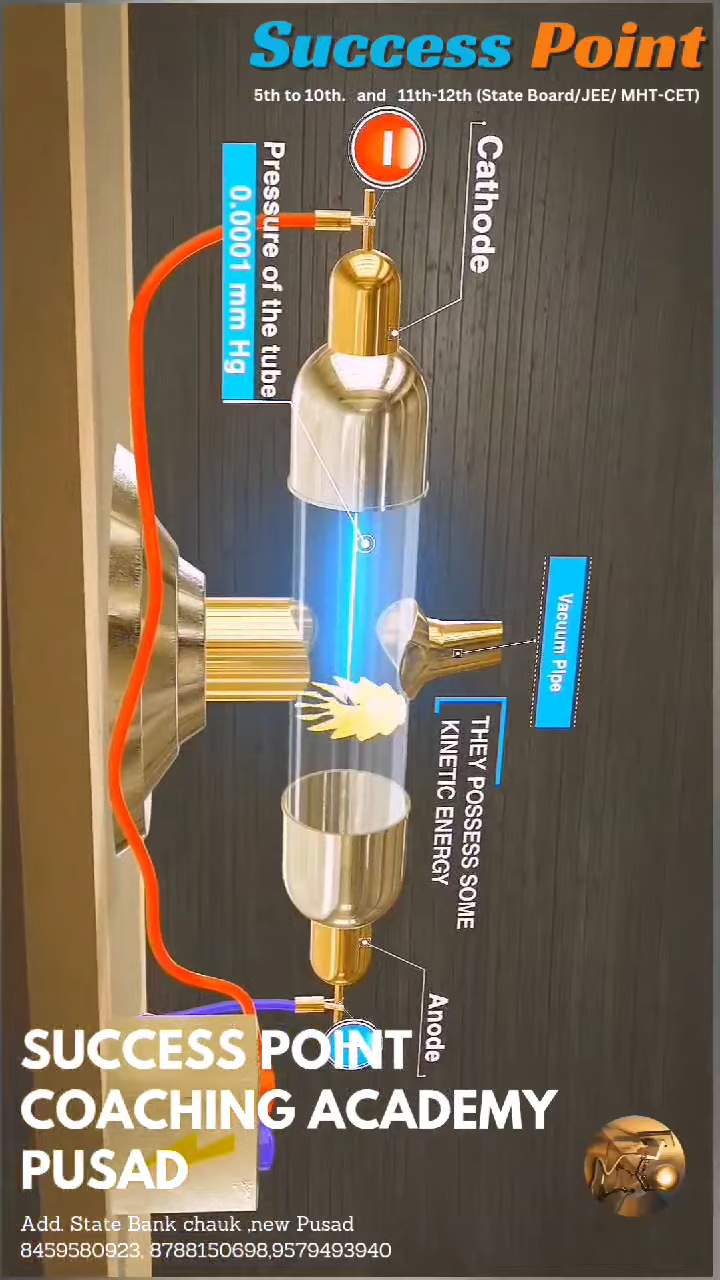 Success Point
5th to 10th. and 11th-12th (State Board/JEE/ MHT-CET)
Cathode
Pressure of the tube
0.0001 mm Hg
Vacuum Pipe
THEY POSSESS SOME
KINETIC ENERGY
Anode
SUCCESS POINT
COACHING ACADEMY
PUSAD
Add. State Bank chauk ,new Pusad
8459580923, 8788150698,9579493940